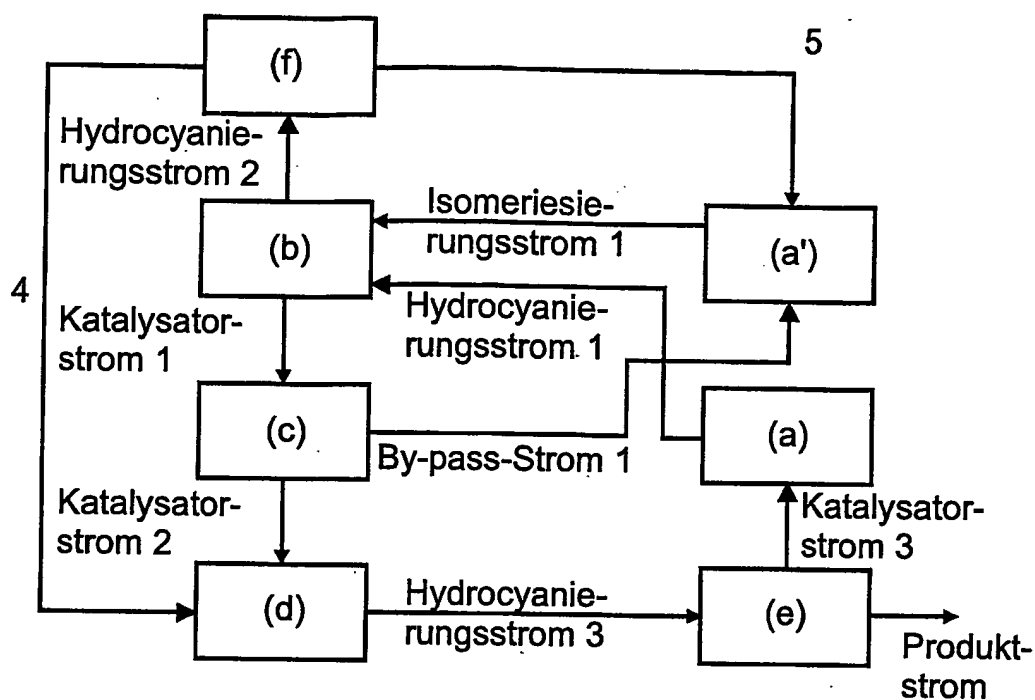 5
(f)
Hydrocyanie-
rungsstrom 2
Isomeriesie-
rungsstrom 1
(b)
(a')
4
Hydrocyanie-
rungsstrom 1
Katalysator-
strom 1
(c)
(a)
By-pass-Strom 1
Katalysator-
strom 2
Katalysator-
strom 3
(d)
Hydrocyanie-
rungsstrom 3
(e)
Produkt-
strom